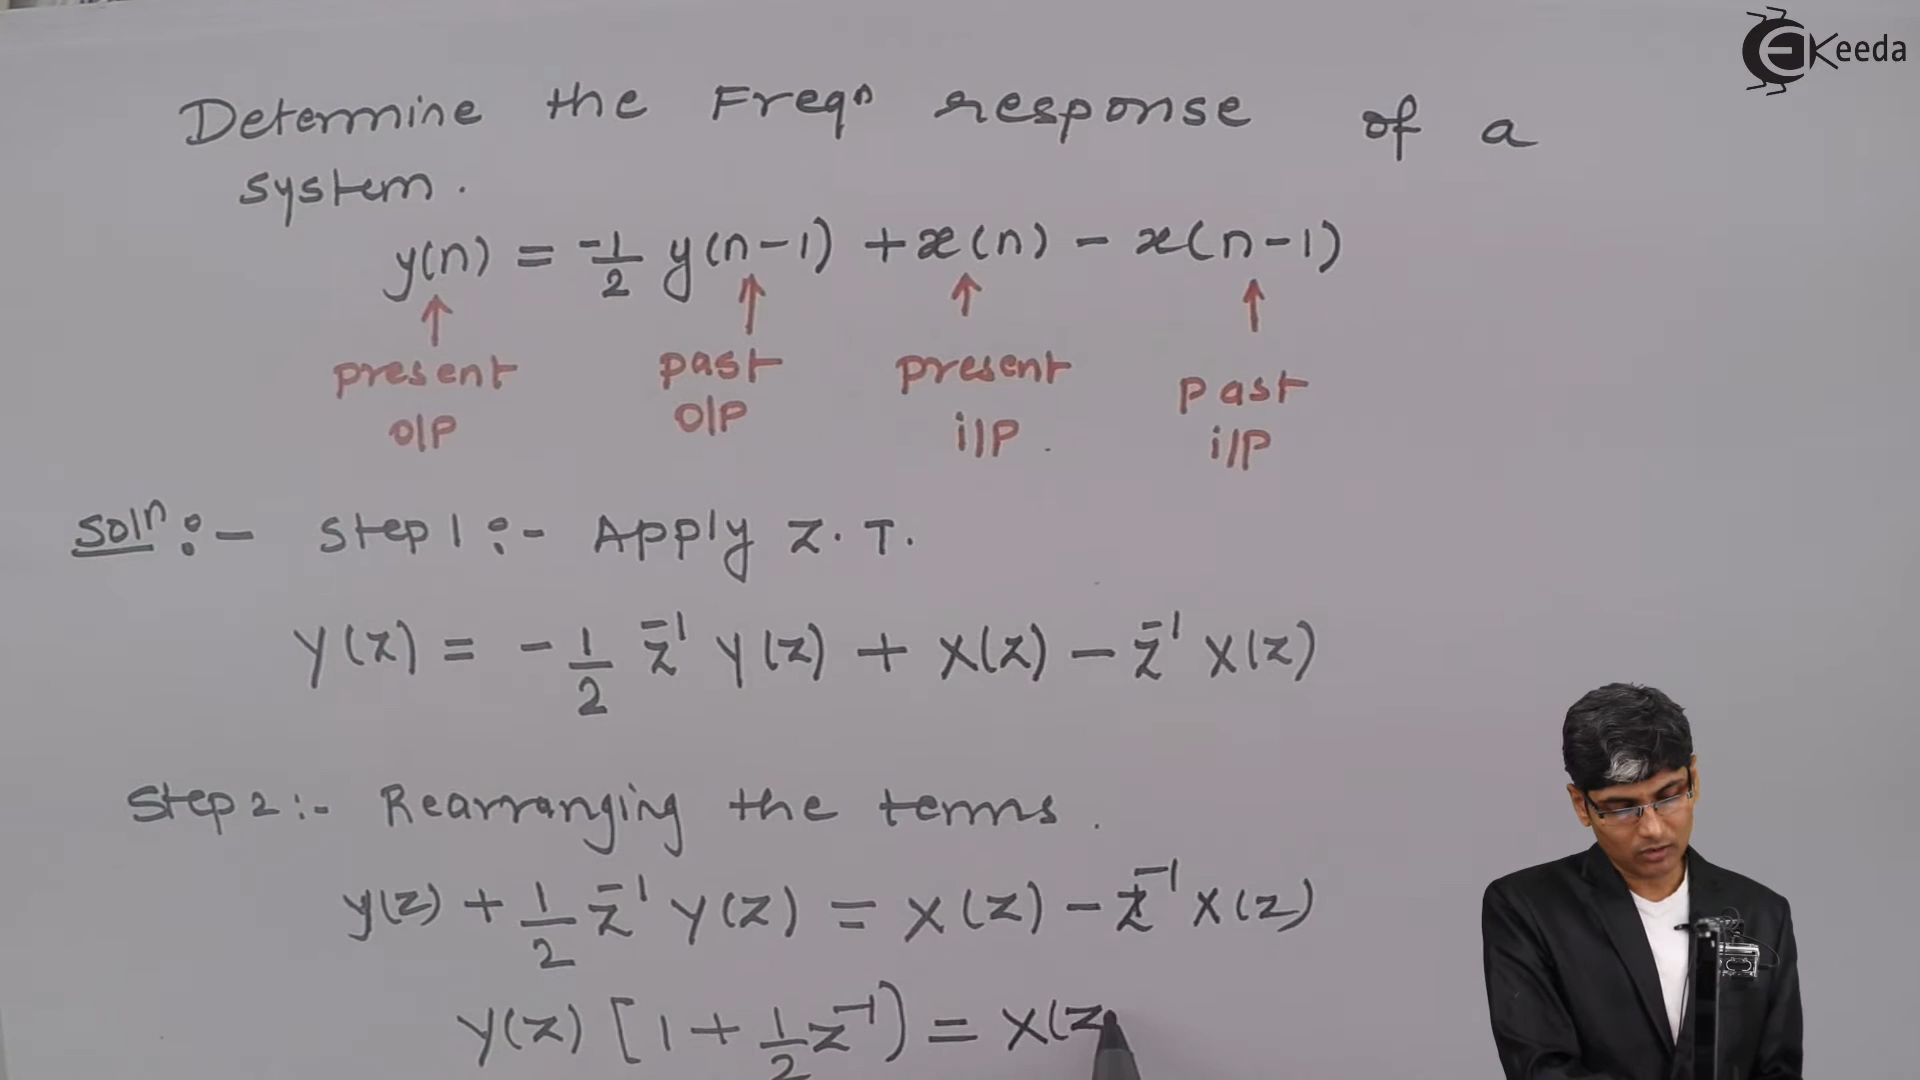 EKeeda
Determine the Freqⁿ response of a
system.
y(n) = -1/2 y(n-1) + x(n) - x(n-1)
↑ ↑ ↑ ↑
present past present past
O/P O/P i/P. i/P
Solⁿ:- Step 1:- Apply Z.T.
Y(z) = - 1/2 z⁻¹ Y(z) + X(z) - z⁻¹ X(z)
Step 2:- Rearranging the terms.
y(z) + 1/2 z⁻¹ Y(z) = X(z) - z⁻¹ X(z)
Y(z) [1 + 1/2 z⁻¹) = X(z